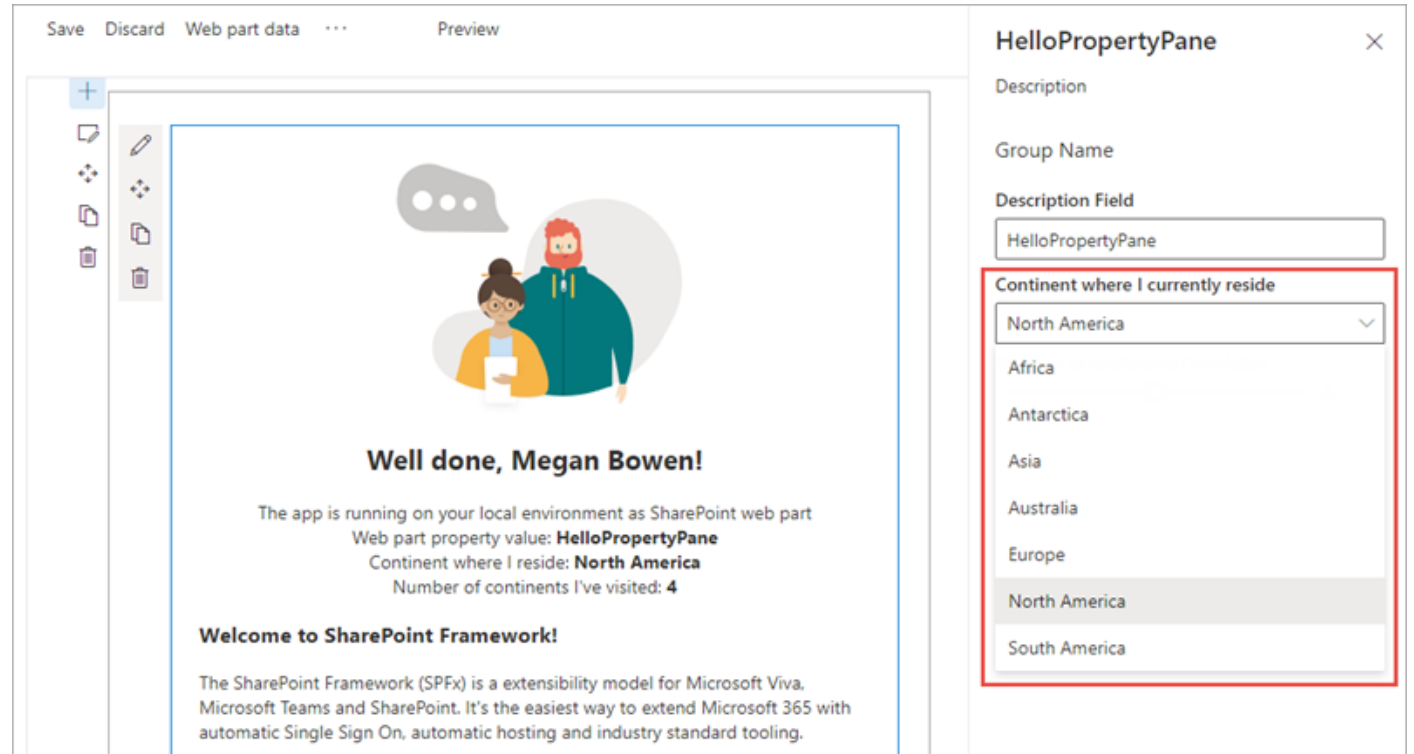 Save Discard Web part data ··· Preview
Well done, Megan Bowen!
The app is running on your local environment as SharePoint web part
Web part property value: HelloPropertyPane
Continent where I reside: North America
Number of continents I've visited: 4
Welcome to SharePoint Framework!
The SharePoint Framework (SPFx) is a extensibility model for Microsoft Viva,
Microsoft Teams and SharePoint. It's the easiest way to extend Microsoft 365 with
automatic Single Sign On, automatic hosting and industry standard tooling.
HelloPropertyPane
Description
Group Name
Description Field
HelloPropertyPane
Continent where I currently reside
North America
Africa
Antarctica
Asia
Australia
Europe
North America
South America